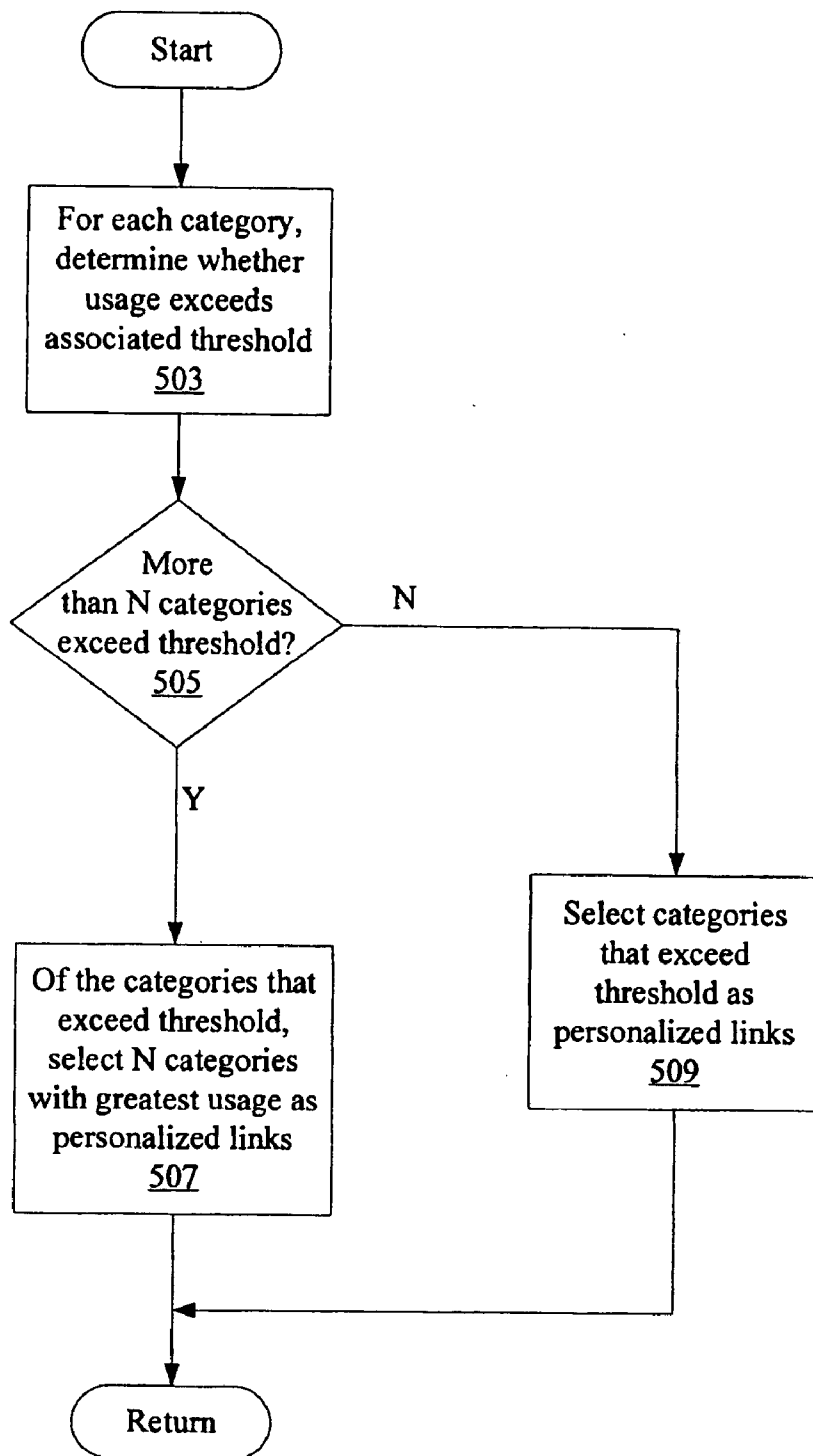 Start
For each category,
determine whether
usage exceeds
associated threshold
503
More
than N categories
exceed threshold?
505
N
Y
Select categories
that exceed
threshold as
personalized links
509
Of the categories that
exceed threshold,
select N categories
with greatest usage as
personalized links
507
Return